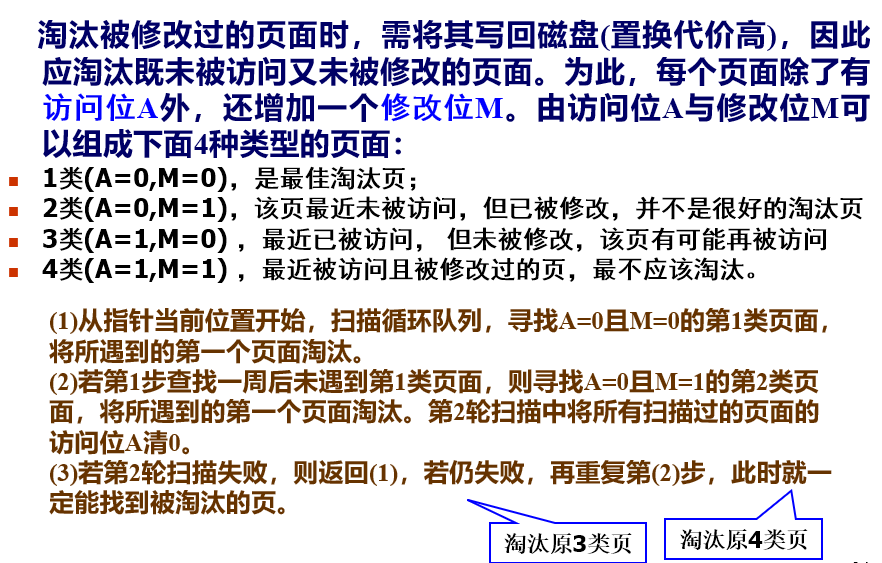 淘汰被修改过的页面时，需将其写回磁盘(置换代价高)，因此
应淘汰既未被访问又未被修改的页面。为此，每个页面除了有
访问位A外，还增加一个修改位M。由访问位A与修改位M可
以组成下面4种类型的页面：
1类(A=0,M=0)，是最佳淘汰页；
2类(A=0,M=1)，该页最近未被访问，但已被修改，并不是很好的淘汰页
3类(A=1,M=0) ，最近已被访问， 但未被修改，该页有可能再被访问
4类(A=1,M=1) ，最近被访问且被修改过的页，最不应该淘汰。
(1)从指针当前位置开始，扫描循环队列，寻找A=0且M=0的第1类页面，
将所遇到的第一个页面淘汰。
(2)若第1步查找一周后未遇到第1类页面，则寻找A=0且M=1的第2类页
面，将所遇到的第一个页面淘汰。第2轮扫描中将所有扫描过的页面的
访问位A清0。
(3)若第2轮扫描失败，则返回(1)，若仍失败，再重复第(2)步，此时就一
定能找到被淘汰的页。
淘汰原3类页
淘汰原4类页